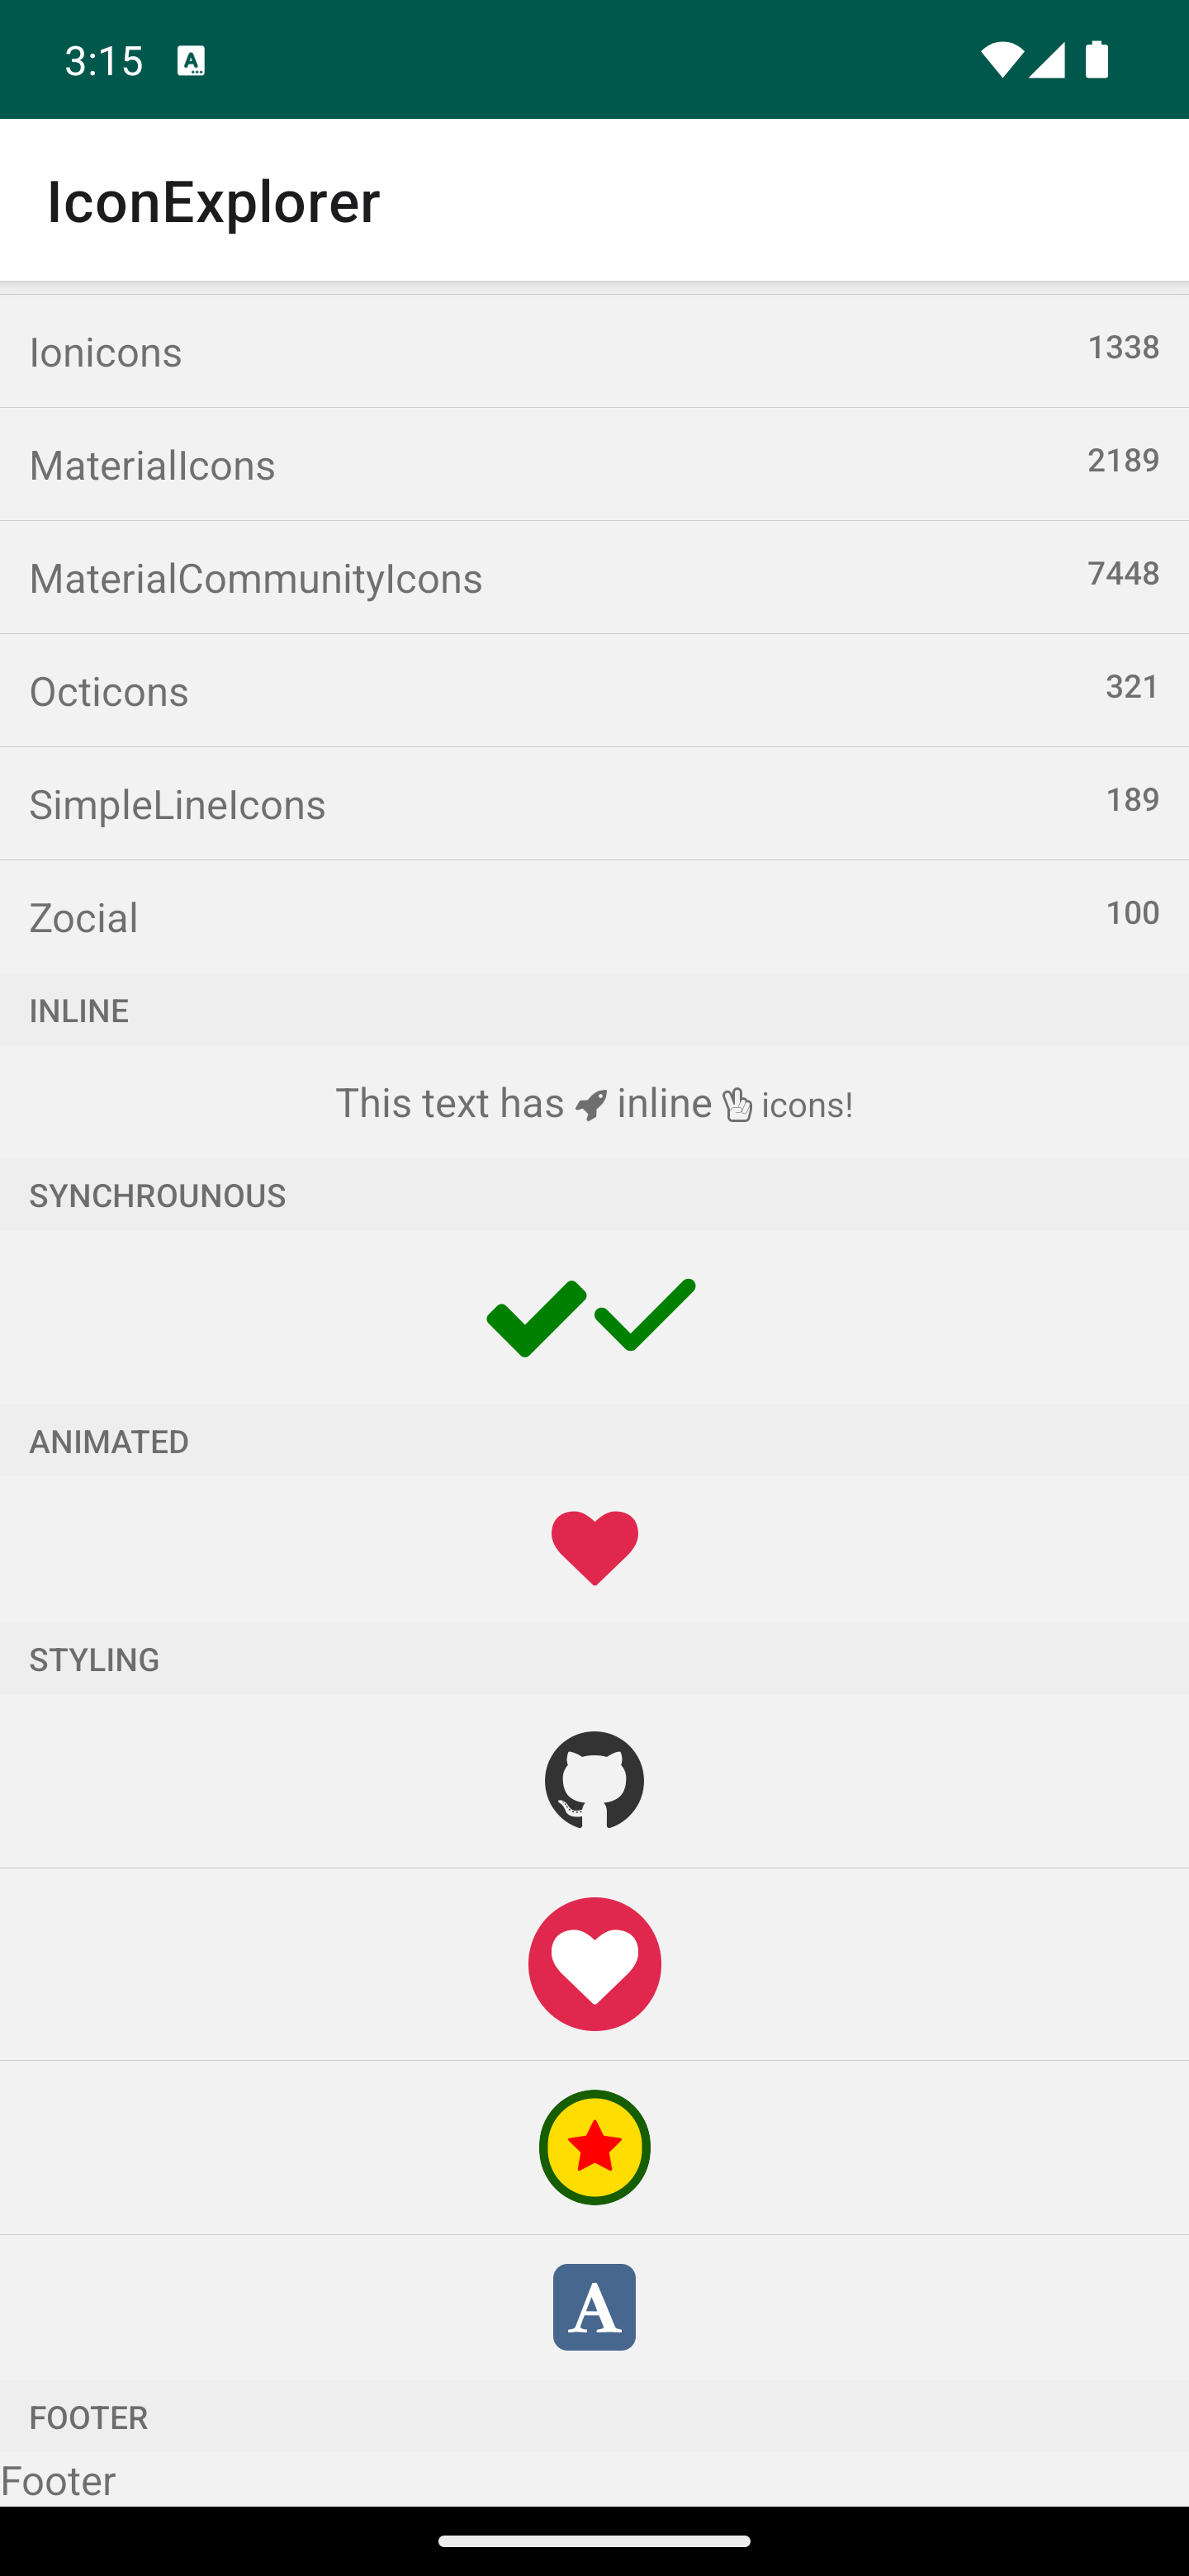 3:15
IconExplorer
Ionicons 1338
MaterialIcons 2189
MaterialCommunityIcons 7448
Octicons 321
SimpleLineIcons 189
Zocial 100
INLINE
This text has inline icons!
SYNCHROUNOUS
ANIMATED
STYLING
A
FOOTER
Footer